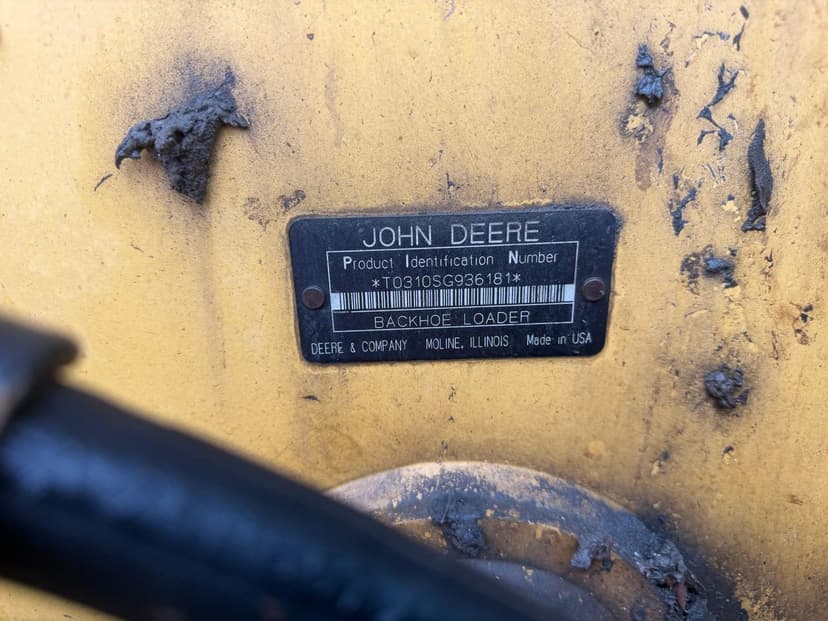 JOHN DEERE
Product Identification Number
*T0310SG936181*
BACKHOE LOADER
DEERE & COMPANY MOLINE, ILLINOIS Made in USA